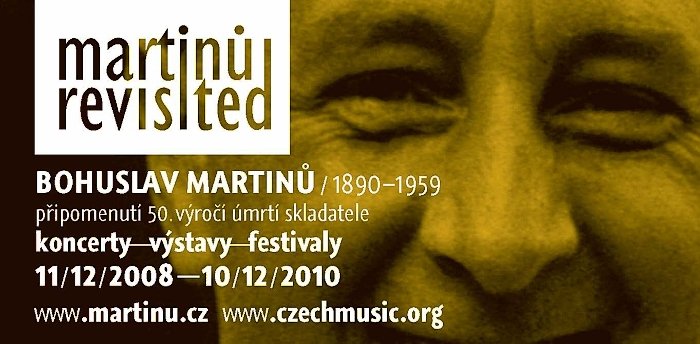 martinů
revisited
BOHUSLAV MARTINŮ / 1890–1959
připomenutí 50. výročí úmrtí skladatele
koncerty—výstavy—festivaly
11/12/2008—10/12/2010
www.martinu.cz www.czechmusic.org